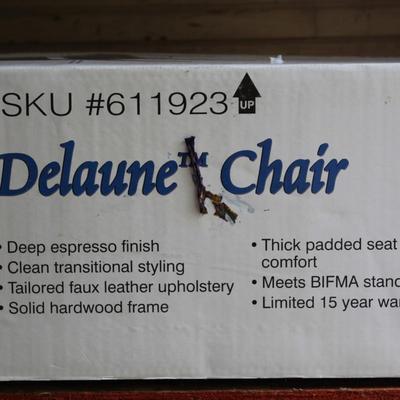 SKU #611923 UP
Delaune™ Chair
• Deep espresso finish
• Clean transitional styling
• Tailored faux leather upholstery
• Solid hardwood frame
• Thick padded seat
comfort
• Meets BIFMA
• Limited 15 year